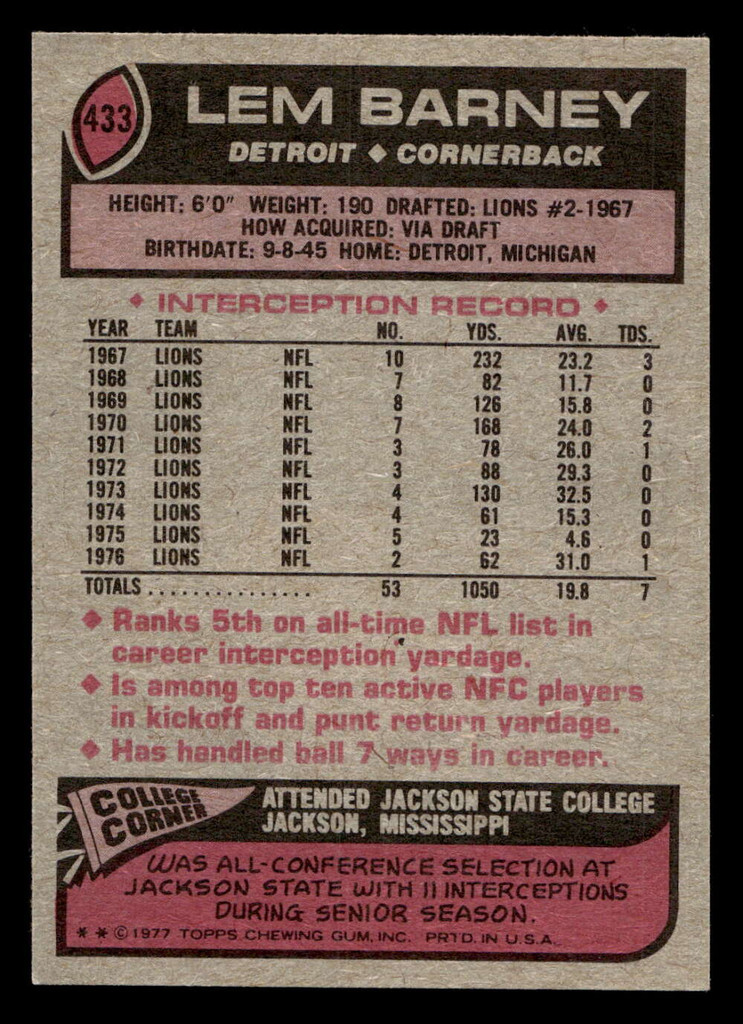 433
LEM BARNEY
DETROIT ◆ CORNERBACK
HEIGHT: 6'0" WEIGHT: 190 DRAFTED: LIONS #2-1967
HOW ACQUIRED: VIA DRAFT
BIRTHDATE: 9-8-45 HOME: DETROIT, MICHIGAN
◆ INTERCEPTION RECORD ◆
YEAR TEAM NO. YDS. AVG. TDS.
1967 LIONS NFL 10 232 23.2 3
1968 LIONS NFL 7 82 11.7 0
1969 LIONS NFL 8 126 15.8 0
1970 LIONS NFL 7 168 24.0 2
1971 LIONS NFL 3 78 26.0 1
1972 LIONS NFL 3 88 29.3 0
1973 LIONS NFL 4 130 32.5 0
1974 LIONS NFL 4 61 15.3 0
1975 LIONS NFL 5 23 4.6 0
1976 LIONS NFL 2 62 31.0 1
TOTALS ............... 53 1050 19.8 7
◆ Ranks 5th on all-time NFL list in
career interception yardage.
◆ Is among top ten active NFC players
in kickoff and punt return yardage.
◆ Has handled ball 7 ways in career.
COLLEGE
CORNER
ATTENDED JACKSON STATE COLLEGE
JACKSON, MISSISSIPPI
WAS ALL-CONFERENCE SELECTION AT
JACKSON STATE WITH 11 INTERCEPTIONS
DURING SENIOR SEASON.
* * © 1977 TOPPS CHEWING GUM, INC. PRTD. IN U.S.A.